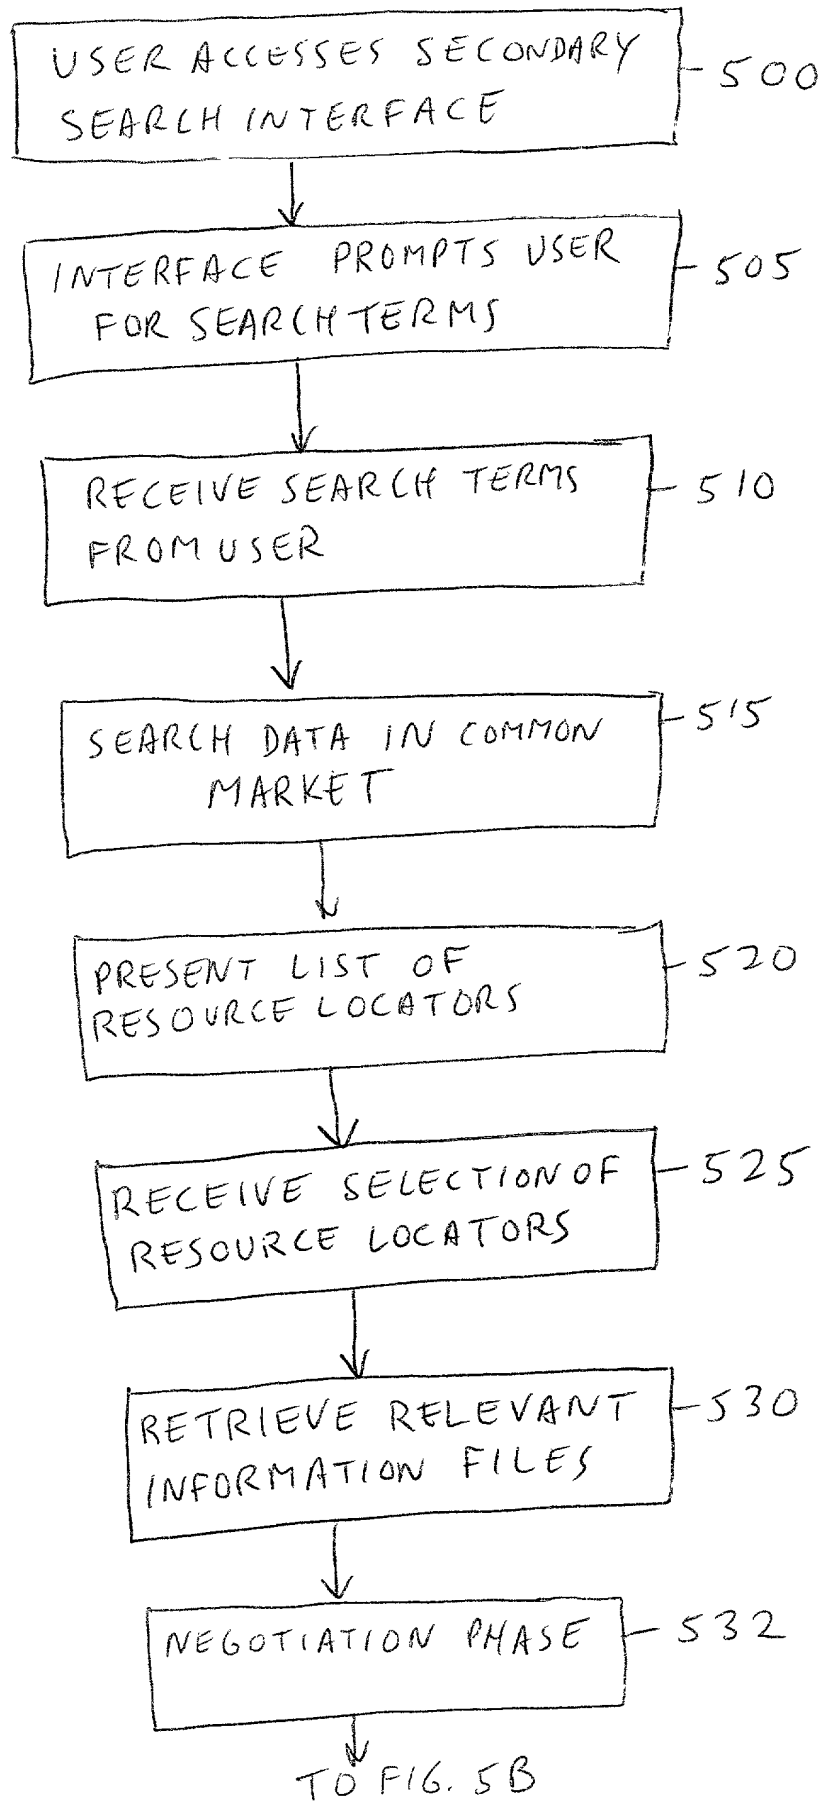 USER ACCESSES SECONDARY
SEARCH INTERFACE
500
INTERFACE PROMPTS USER
FOR SEARCH TERMS
505
RECEIVE SEARCH TERMS
FROM USER
510
SEARCH DATA IN COMMON
MARKET
515
PRESENT LIST OF
RESOURCE LOCATORS
520
RECEIVE SELECTION OF
RESOURCE LOCATORS
525
RETRIEVE RELEVANT
INFORMATION FILES
530
NEGOTIATION PHASE
532
TO FIG. 5B